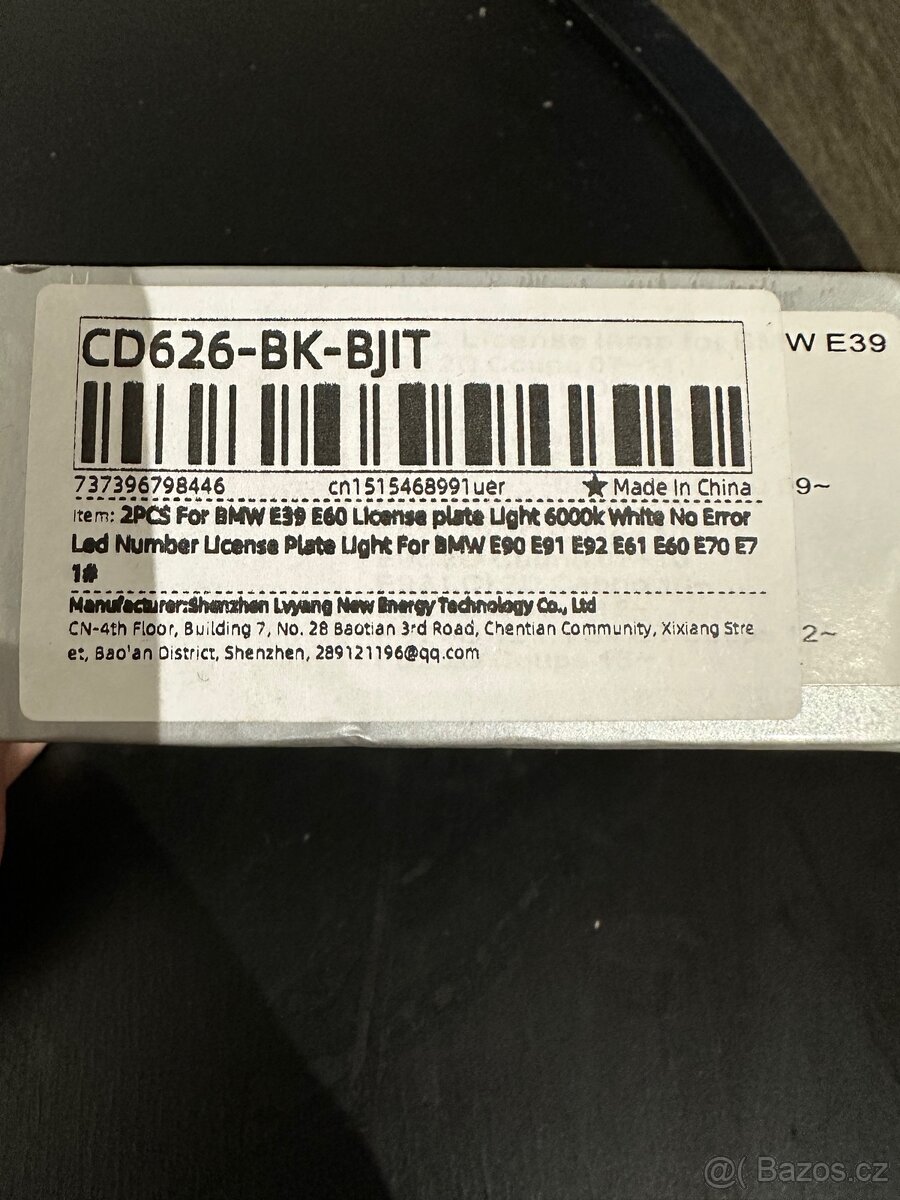 CD626-BK-BJIT
737396798446 cn1515468991uer ★ Made In China
Item: 2PCS For BMW E39 E60 License plate Light 6000k White No Error
Led Number License Plate Light For BMW E90 E91 E92 E61 E60 E70 E7
1#
Manufacturer:Shenzhen Lvyang New Energy Technology Co., Ltd
CN-4th Floor, Building 7, No. 28 Baotian 3rd Road, Chentian Community, Xixiang Stre
et, Bao'an District, Shenzhen, 289121196@qq.com
W E39
9~
2~
@( Bazos.cz